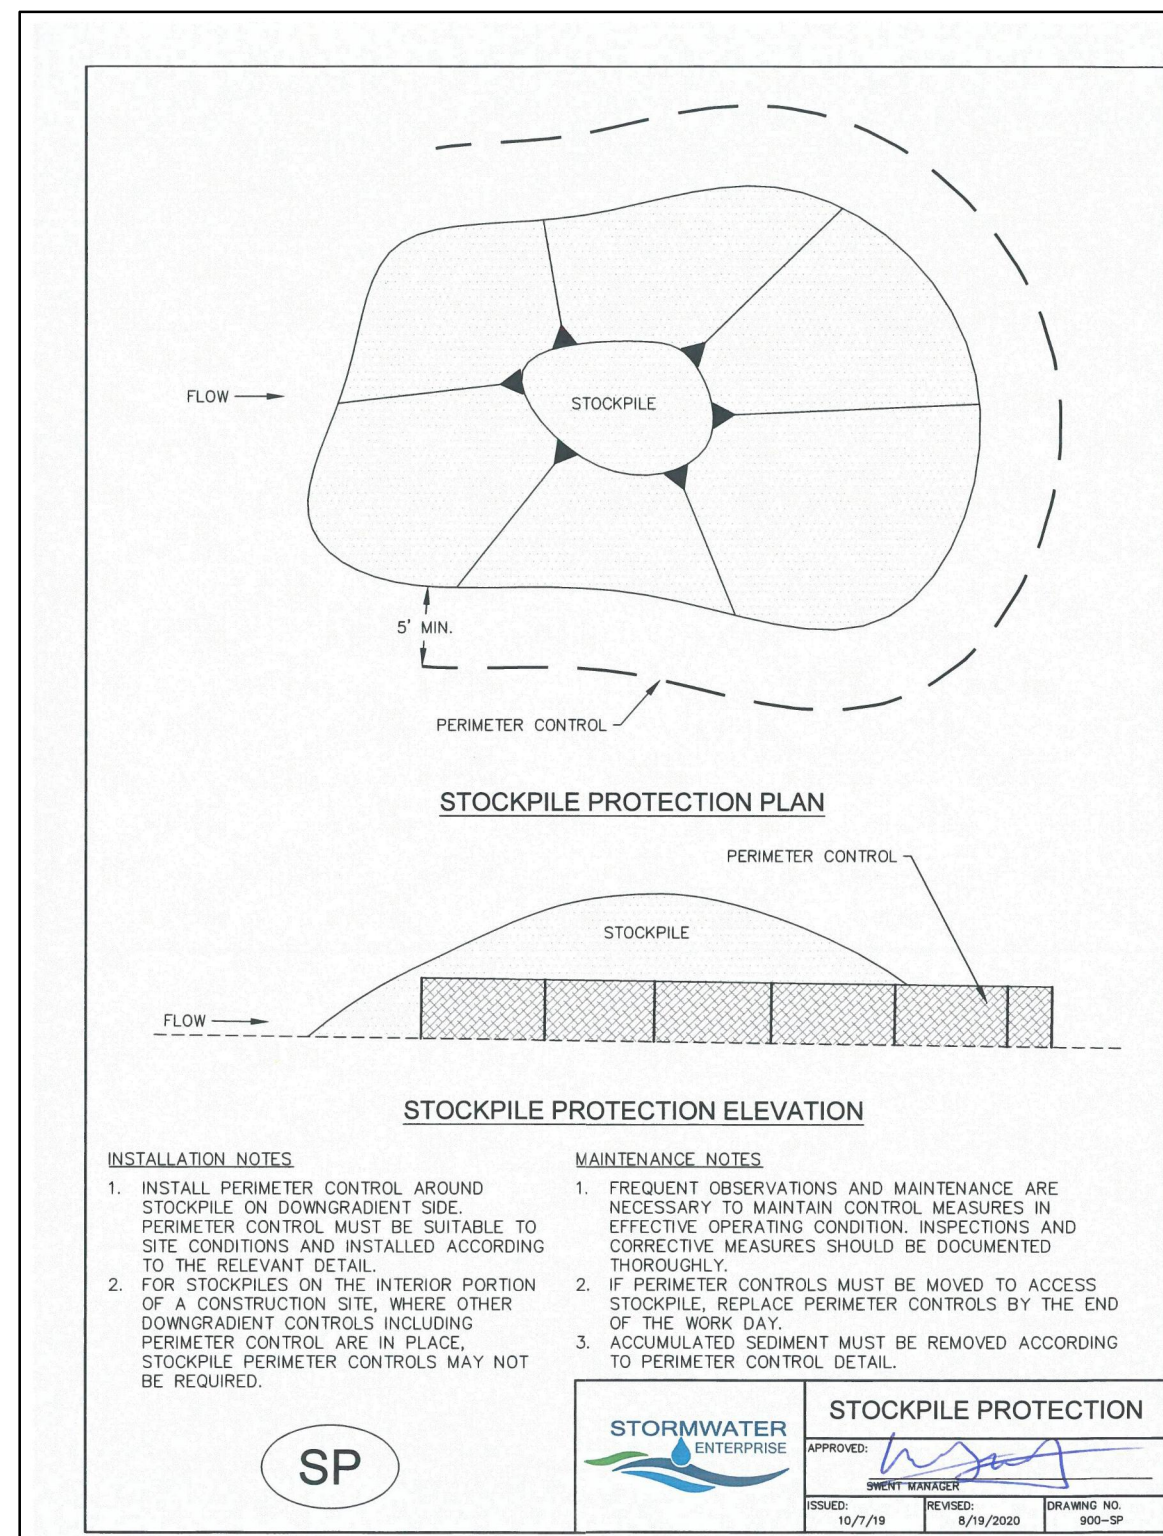 FLOW
STOCKPILE
5' MIN.
PERIMETER CONTROL
STOCKPILE PROTECTION PLAN
PERIMETER CONTROL
STOCKPILE
FLOW
STOCKPILE PROTECTION ELEVATION
INSTALLATION NOTES
1. INSTALL PERIMETER CONTROL AROUND
STOCKPILE ON DOWNGRADIENT SIDE.
PERIMETER CONTROL MUST BE SUITABLE TO
SITE CONDITIONS AND INSTALLED ACCORDING
TO THE RELEVANT DETAIL.
2. FOR STOCKPILES ON THE INTERIOR PORTION
OF A CONSTRUCTION SITE, WHERE OTHER
DOWNGRADIENT CONTROLS INCLUDING
PERIMETER CONTROL ARE IN PLACE,
STOCKPILE PERIMETER CONTROLS MAY NOT
BE REQUIRED.
MAINTENANCE NOTES
1. FREQUENT OBSERVATIONS AND MAINTENANCE ARE
NECESSARY TO MAINTAIN CONTROL MEASURES IN
EFFECTIVE OPERATING CONDITION. INSPECTIONS AND
CORRECTIVE MEASURES SHOULD BE DOCUMENTED
THOROUGHLY.
2. IF PERIMETER CONTROLS MUST BE MOVED TO ACCESS
STOCKPILE, REPLACE PERIMETER CONTROLS BY THE END
OF THE WORK DAY.
3. ACCUMULATED SEDIMENT MUST BE REMOVED ACCORDING
TO PERIMETER CONTROL DETAIL.
SP
STORMWATER
ENTERPRISE
STOCKPILE PROTECTION
APPROVED:
SWENT MANAGER
ISSUED:
10/7/19
REVISED:
8/19/2020
DRAWING NO.
900-SP